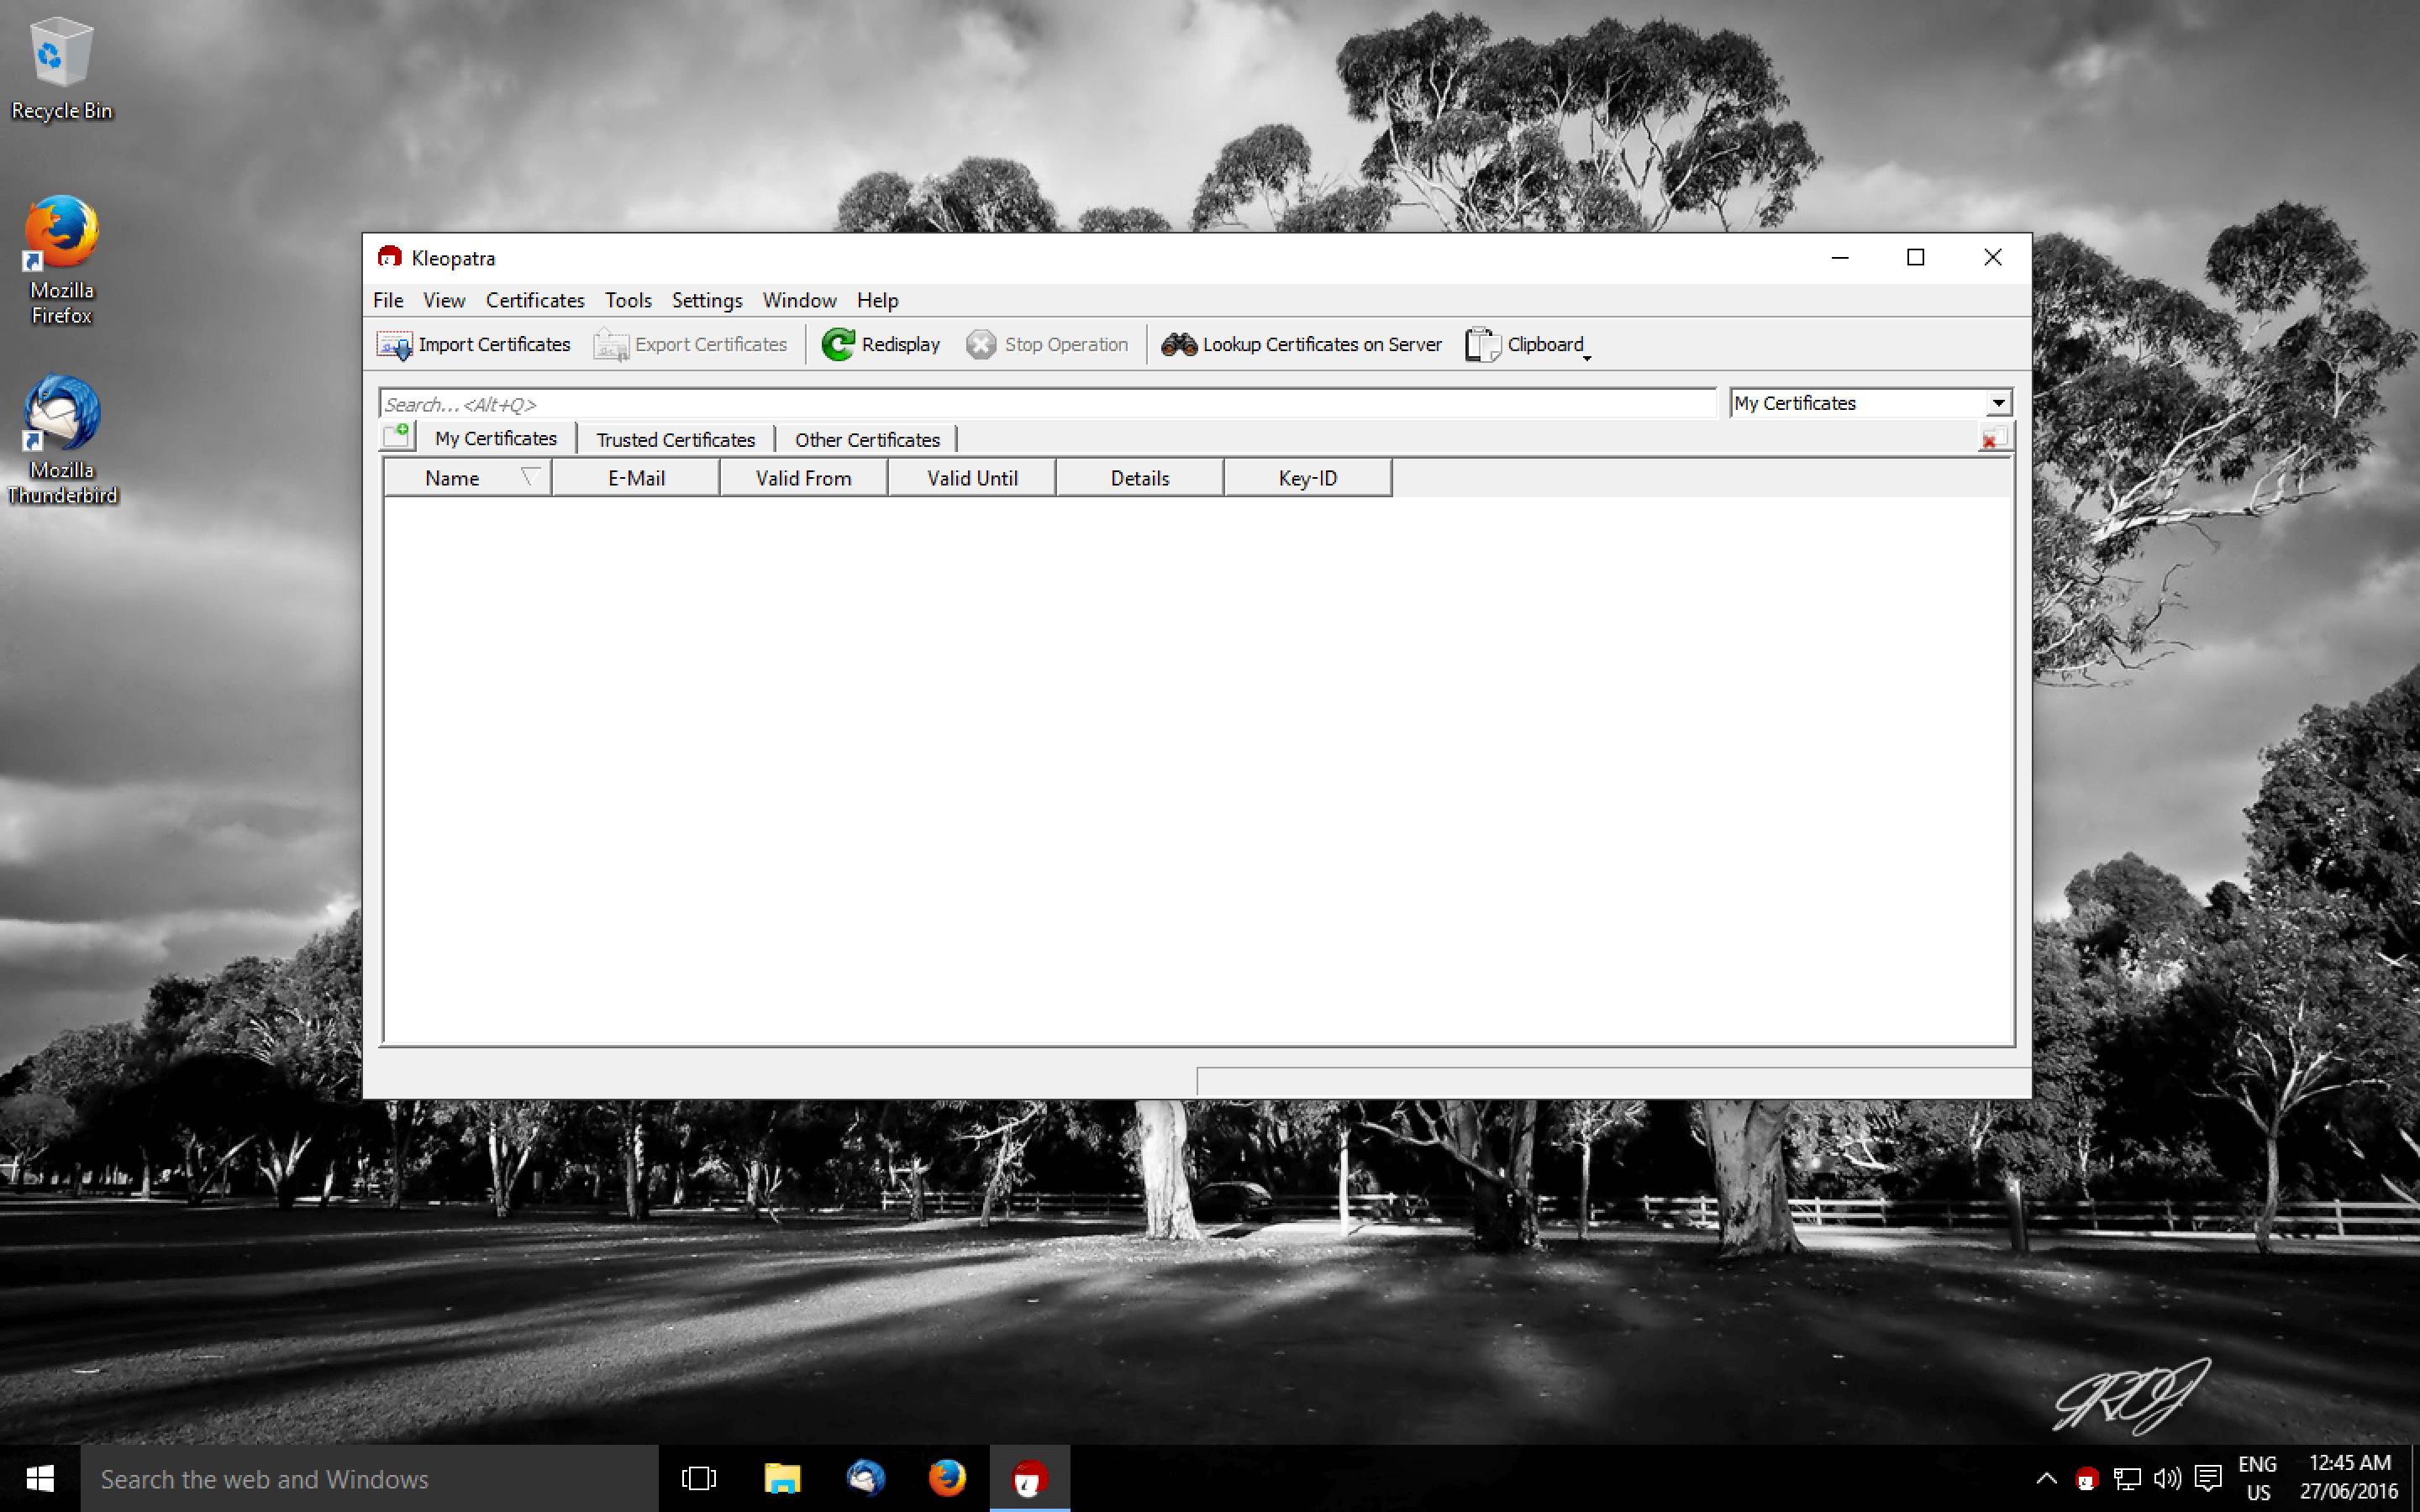 Recycle Bin
Mozilla
Firefox
Mozilla
Thunderbird
Kleopatra
File View Certificates Tools Settings Window Help
Import Certificates Export Certificates Redisplay Stop Operation Lookup Certificates on Server Clipboard
Search...<Alt+Q> My Certificates
My Certificates Trusted Certificates Other Certificates
Name E-Mail Valid From Valid Until Details Key-ID
Search the web and Windows
ENG
US
12:45 AM
27/06/2016